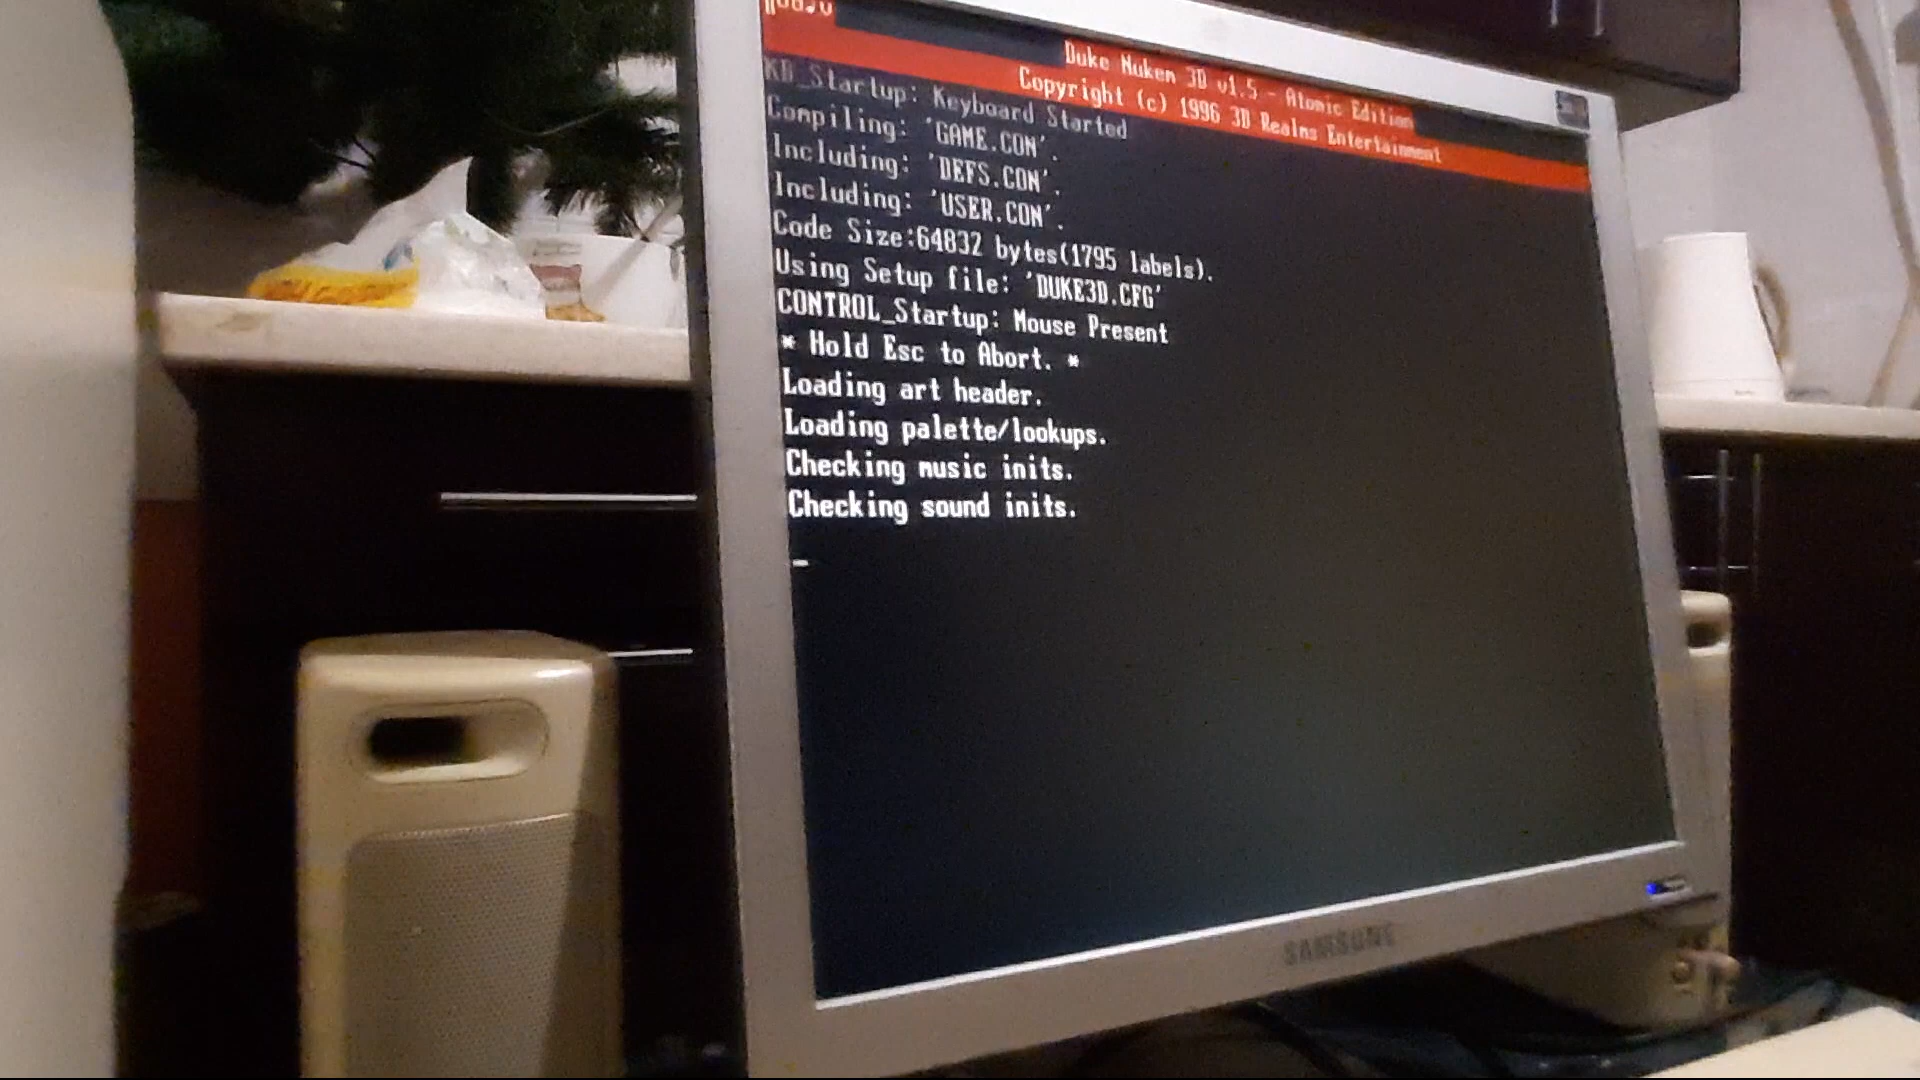 Duke Nukem 3D v1.5 - Atomic Edition
Copyright (c) 1996 3D Realms Entertainment
KB_Startup: Keyboard Started
Compiling: 'GAME.CON'.
Including: 'DEFS.CON'.
Including: 'USER.CON'.
Code Size:64832 bytes(1795 labels).
Using Setup file: 'DUKE3D.CFG'
CONTROL_Startup: Mouse Present
* Hold Esc to Abort. *
Loading art header.
Loading palette/lookups.
Checking music inits.
Checking sound inits.
_
SAMSUNG